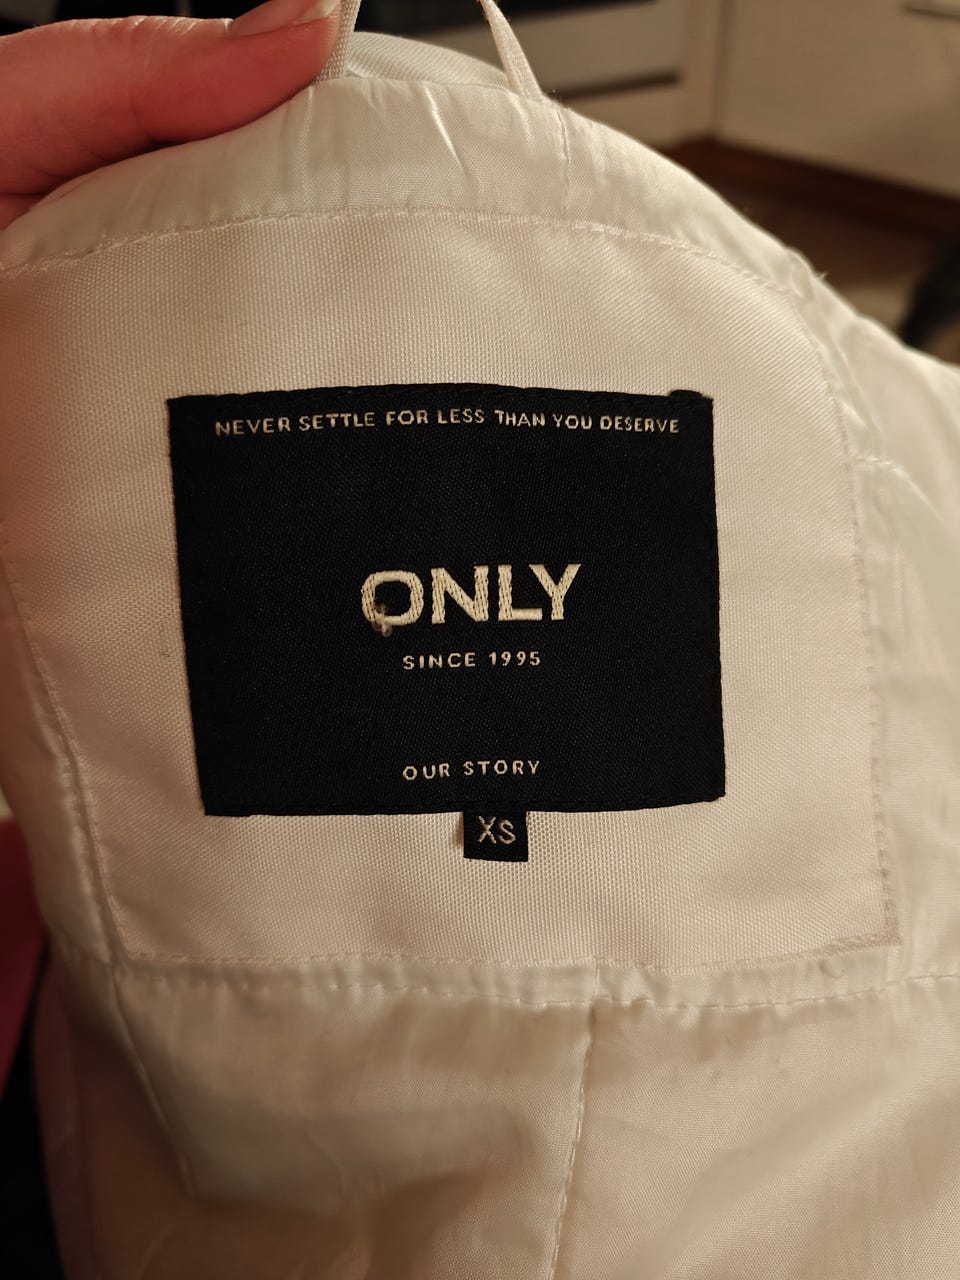 NEVER SETTLE FOR LESS THAN YOU DESERVE
ONLY
SINCE 1995
OUR STORY
XS